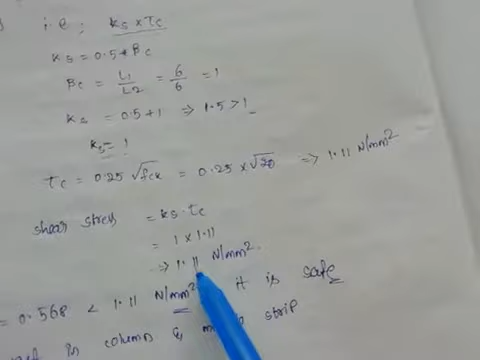 i.e, ks × τc
ks = 0.5 + βc
βc = L1/L2 = 6/6 = 1
ks = 0.5 + 1 ⇒ 1.5 > 1
ks = 1
τc = 0.25 √fck = 0.25 × √20 ⇒ 1.11 N/mm²
shear stress = ks . τc
= 1 × 1.11
⇒ 1.11 N/mm².
= 0.568 < 1.11 N/mm² it is safe
in column & strip